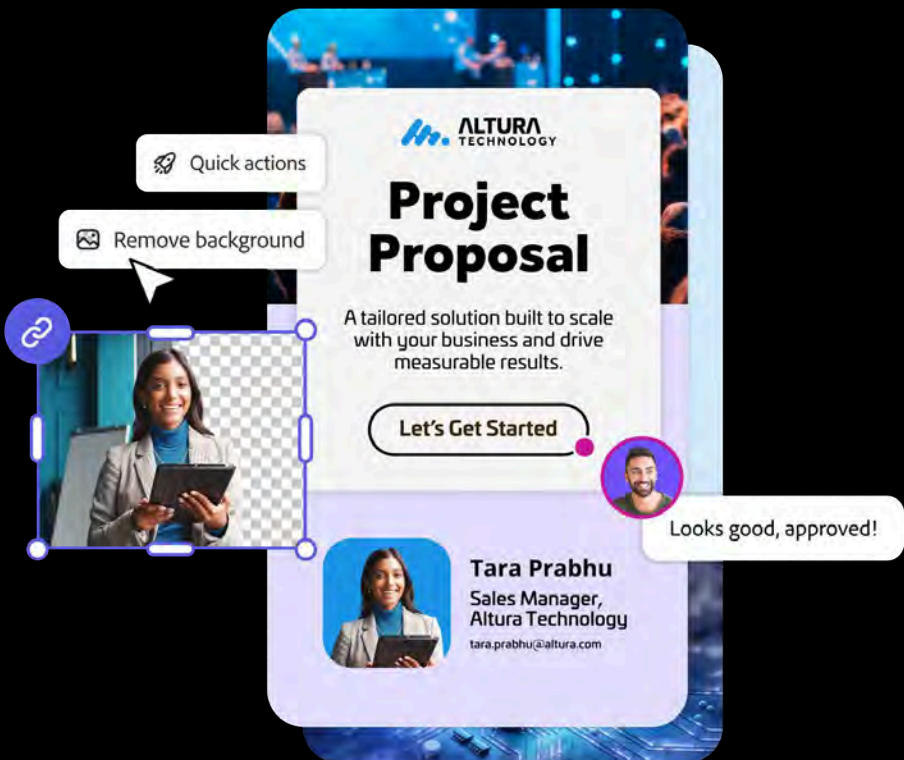 ALTURA
TECHNOLOGY
Quick actions
Remove background
Project
Proposal
A tailored solution built to scale
with your business and drive
measurable results.
Let's Get Started
Looks good, approved!
Tara Prabhu
Sales Manager,
Altura Technology
tara.prabhu@altura.com